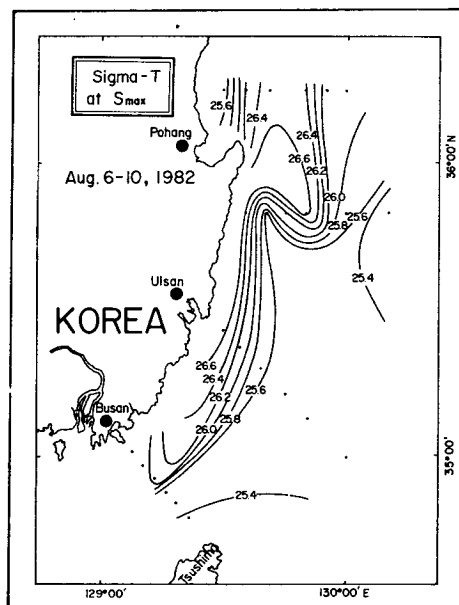 Sigma-T
at Smax
Pohang
Aug. 6-10, 1982
Ulsan
KOREA
Busan
Tsushima
25.6
26.4
26.4
26.6
26.2
26.0
25.6
25.8
25.4
26.6
26.4
26.2
25.6
25.8
26.0
25.4
36°00'N
35°00'
129°00'
130°00'E